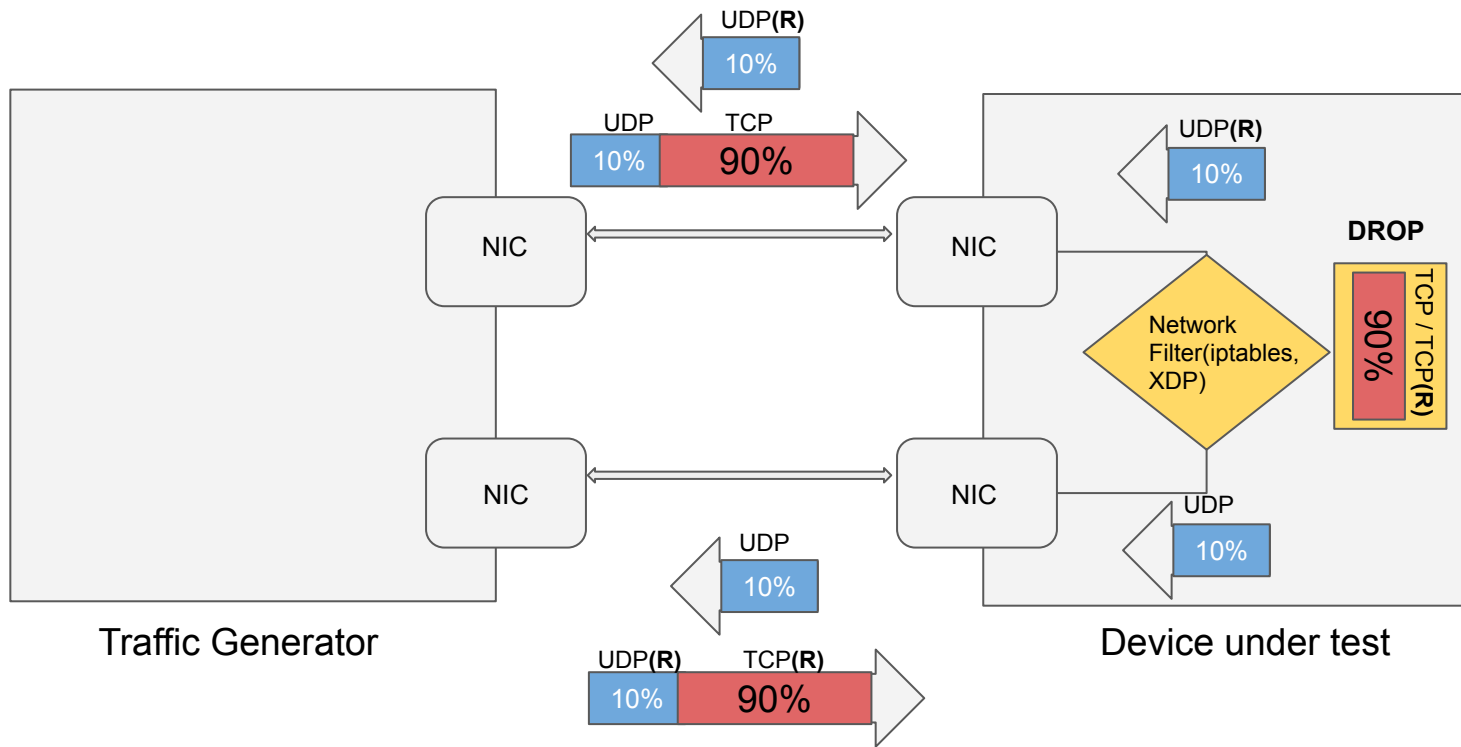 UDP(R)
10%
UDP TCP
10% 90%
UDP(R)
10%
NIC
NIC
DROP
TCP / TCP(R)
90%
Network
Filter(iptables,
XDP)
NIC
NIC
UDP
10%
UDP
10%
Traffic Generator
Device under test
UDP(R) TCP(R)
10% 90%